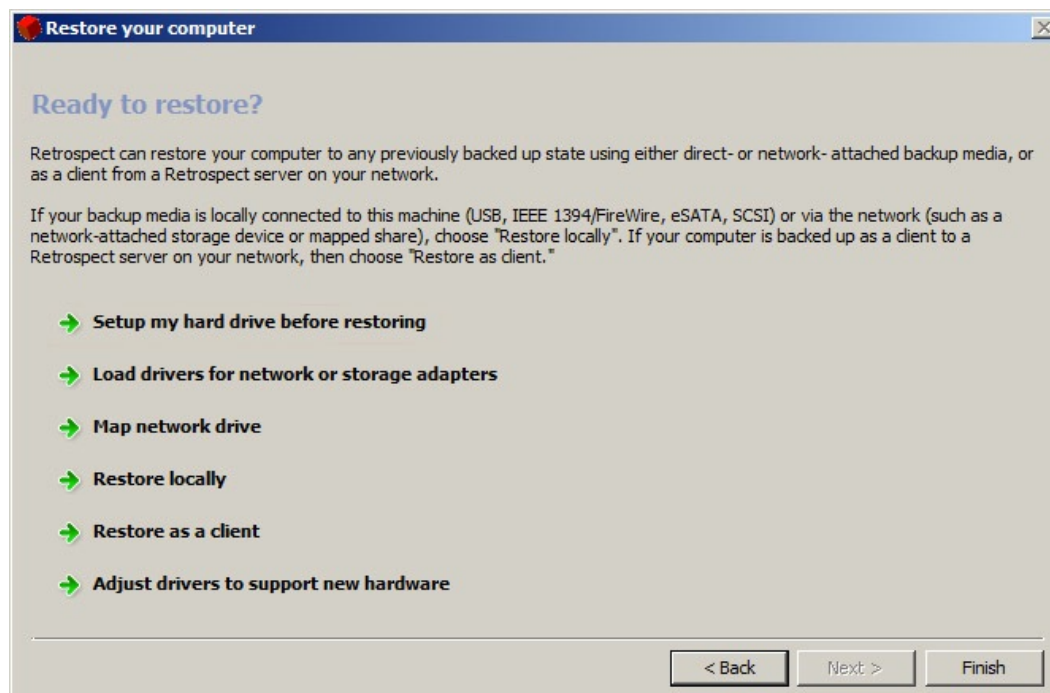 Restore your computer
Ready to restore?
Retrospect can restore your computer to any previously backed up state using either direct- or network- attached backup media, or
as a client from a Retrospect server on your network.
If your backup media is locally connected to this machine (USB, IEEE 1394/FireWire, eSATA, SCSI) or via the network (such as a
network-attached storage device or mapped share), choose "Restore locally". If your computer is backed up as a client to a
Retrospect server on your network, then choose "Restore as client."
Setup my hard drive before restoring
Load drivers for network or storage adapters
Map network drive
Restore locally
Restore as a client
Adjust drivers to support new hardware
< Back Next > Finish